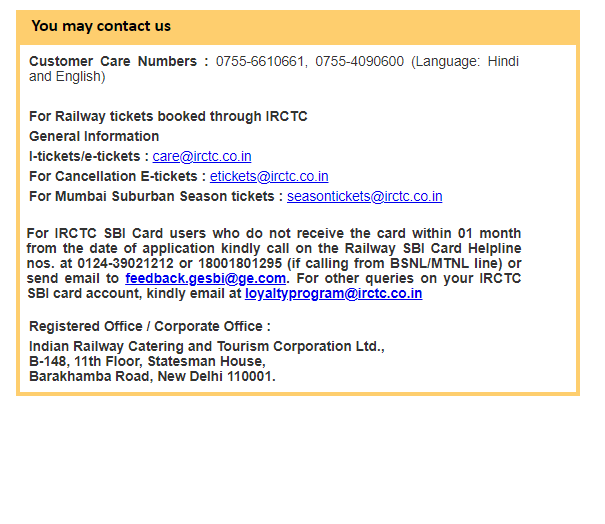 You may contact us
Customer Care Numbers : 0755-6610661, 0755-4090600 (Language: Hindi
and English)
For Railway tickets booked through IRCTC
General Information
I-tickets/e-tickets : care@irctc.co.in
For Cancellation E-tickets : etickets@irctc.co.in
For Mumbai Suburban Season tickets : seasontickets@irctc.co.in
For IRCTC SBI Card users who do not receive the card within 01 month
from the date of application kindly call on the Railway SBI Card Helpline
nos. at 0124-39021212 or 18001801295 (if calling from BSNL/MTNL line) or
send email to feedback.gesbi@ge.com. For other queries on your IRCTC
SBI card account, kindly email at loyaltyprogram@irctc.co.in
Registered Office / Corporate Office :
Indian Railway Catering and Tourism Corporation Ltd.,
B-148, 11th Floor, Statesman House,
Barakhamba Road, New Delhi 110001.